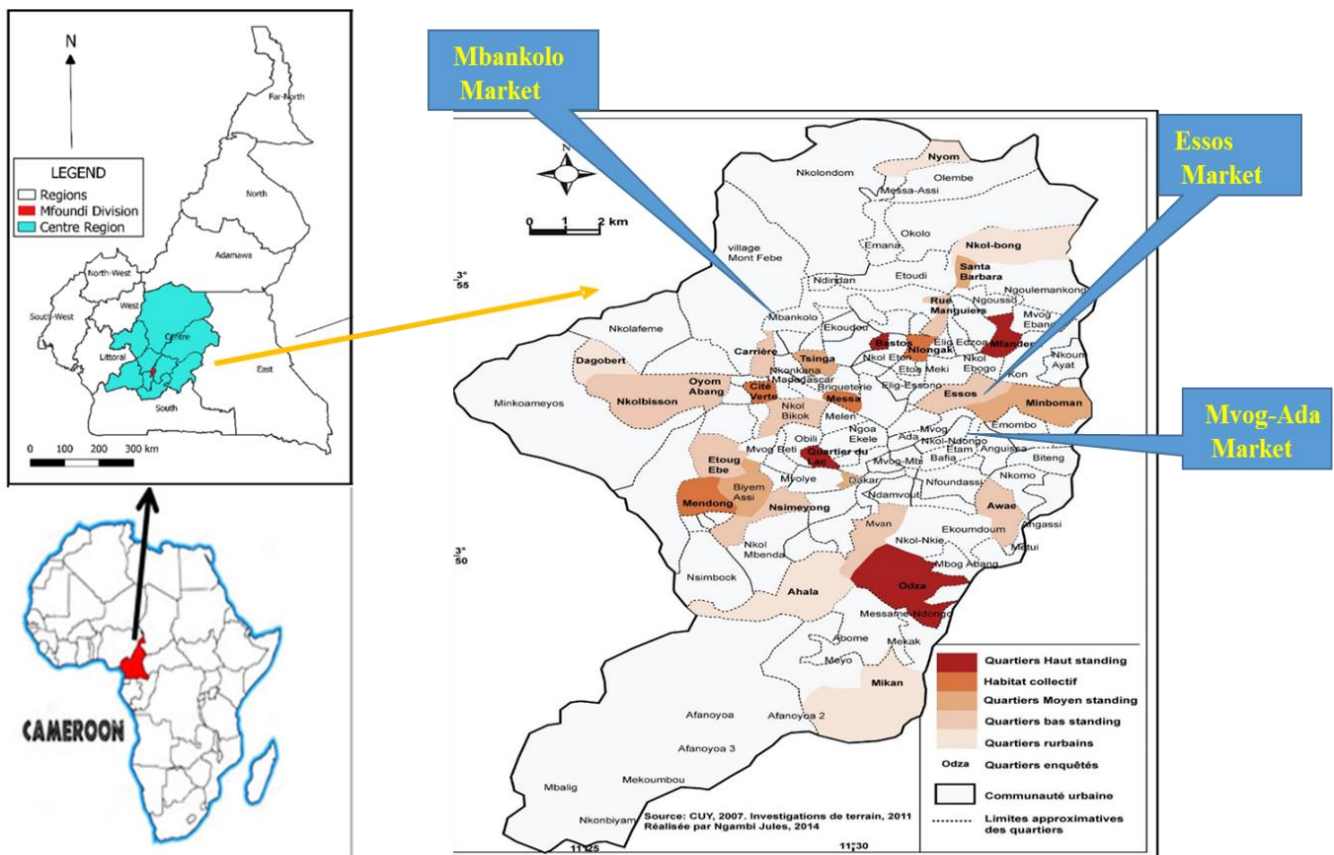 N
Far-North
LEGEND
Regions
Mfoundi Division
Centre Region
North
Adamawa
North-West
West
South-West
Littoral
Centre
East
South
0 100 200 300 km
CAMEROON
Mbankolo
Market
Essos
Market
Mvog-Ada
Market
N
0 1 2 km
3°
55
3°
50
11°25
11°30
Nyom
Nkolondom
Olembe
Messa-Assi
Okolo
Emana
Nkol-bong
village
Mont Febe
Santa
Barbara
Etoudi
Ndindan
Ngoulemankong
Rue
Manguiers
Ngousso
Mbankolo
Mvog
Ebang
Nkolafeme
Ekoudou
Bastos
Nlongak
Elig Edzoa
Mfandena
Carrière
Tsinga
Dagobert
Nkol Eton
Nkol
Ebogo
Nkoum
Ayat
Nkonkana
Madagascar
Etoa Meki
Kon
Oyom
Abang
Cité
Verte
Briqueterie
Elig-Essono
Essos
Minkoameyos
Nkolbisson
Messa
Minboman
Nkol
Bikok
Melen
Emombo
Ngoa
Ekele
Mvog
Ada
Nkol-Ndongo
Obili
Etam
Bafia
Anguissa
Biteng
Mvog Beti
Quartier du
Lac
Mvog-Mbi
Etoug
Ebe
Nkomo
Mvolye
Dakar
Nfoundassi
Biyem
Assi
Ndamvout
Mendong
Nsimeyong
Awae
Mvan
Ekoumdoum
Angassi
Nkol-Nkie
Metui
Nkol
Mbenda
Mbog Abang
Nsimbock
Odza
Ahala
Messame-Ndongo
Abome
Mekak
Meyo
Mikan
Afanoyoa
Afanoyoa 2
Afanoyoa 3
Mekoumbou
Mbalig
Nkonbiyam
Quartiers Haut standing
Habitat collectif
Quartiers Moyen standing
Quartiers bas standing
Quartiers rurbains
Odza Quartiers enquêtés
Communauté urbaine
Limites approximatives
des quartiers
Source: CUY, 2007. Investigations de terrain, 2011
Réalisée par Ngambi Jules, 2014